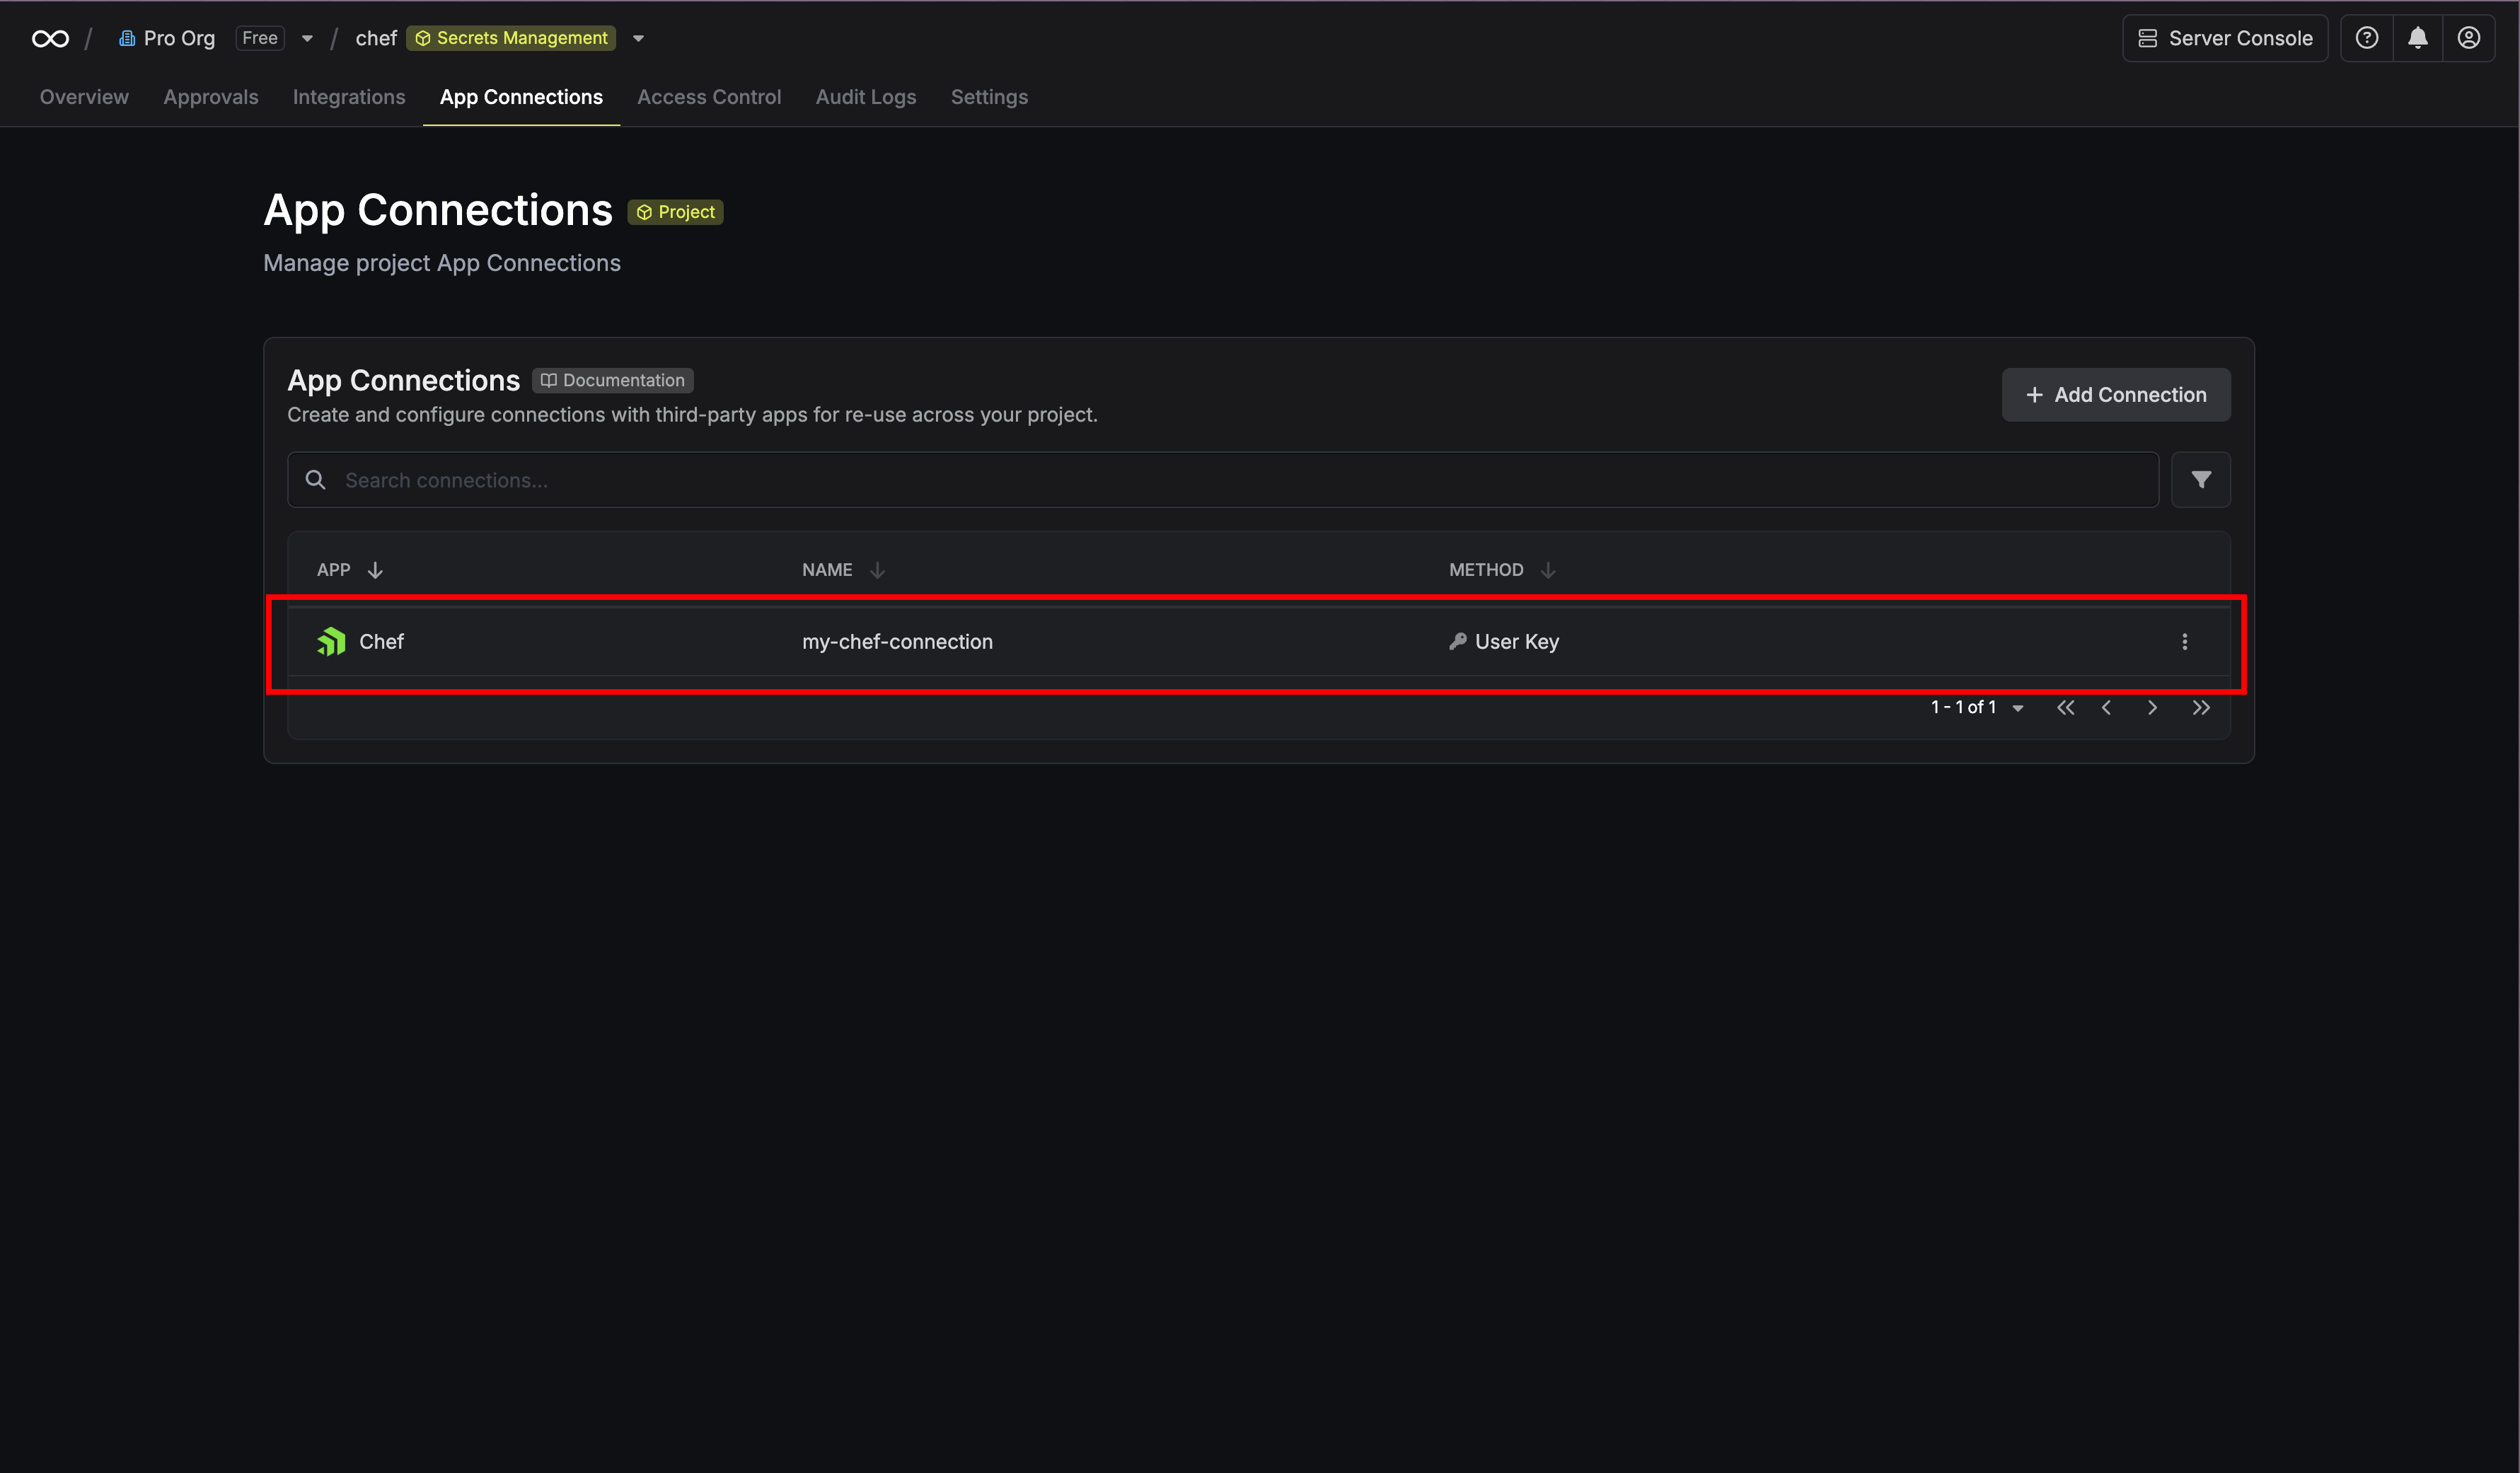 / Pro Org Free / chef Secrets Management Server Console
Overview Approvals Integrations App Connections Access Control Audit Logs Settings
App Connections Project
Manage project App Connections
App Connections Documentation
Create and configure connections with third-party apps for re-use across your project.
Add Connection
Search connections...
APP NAME METHOD
Chef my-chef-connection User Key
1 - 1 of 1